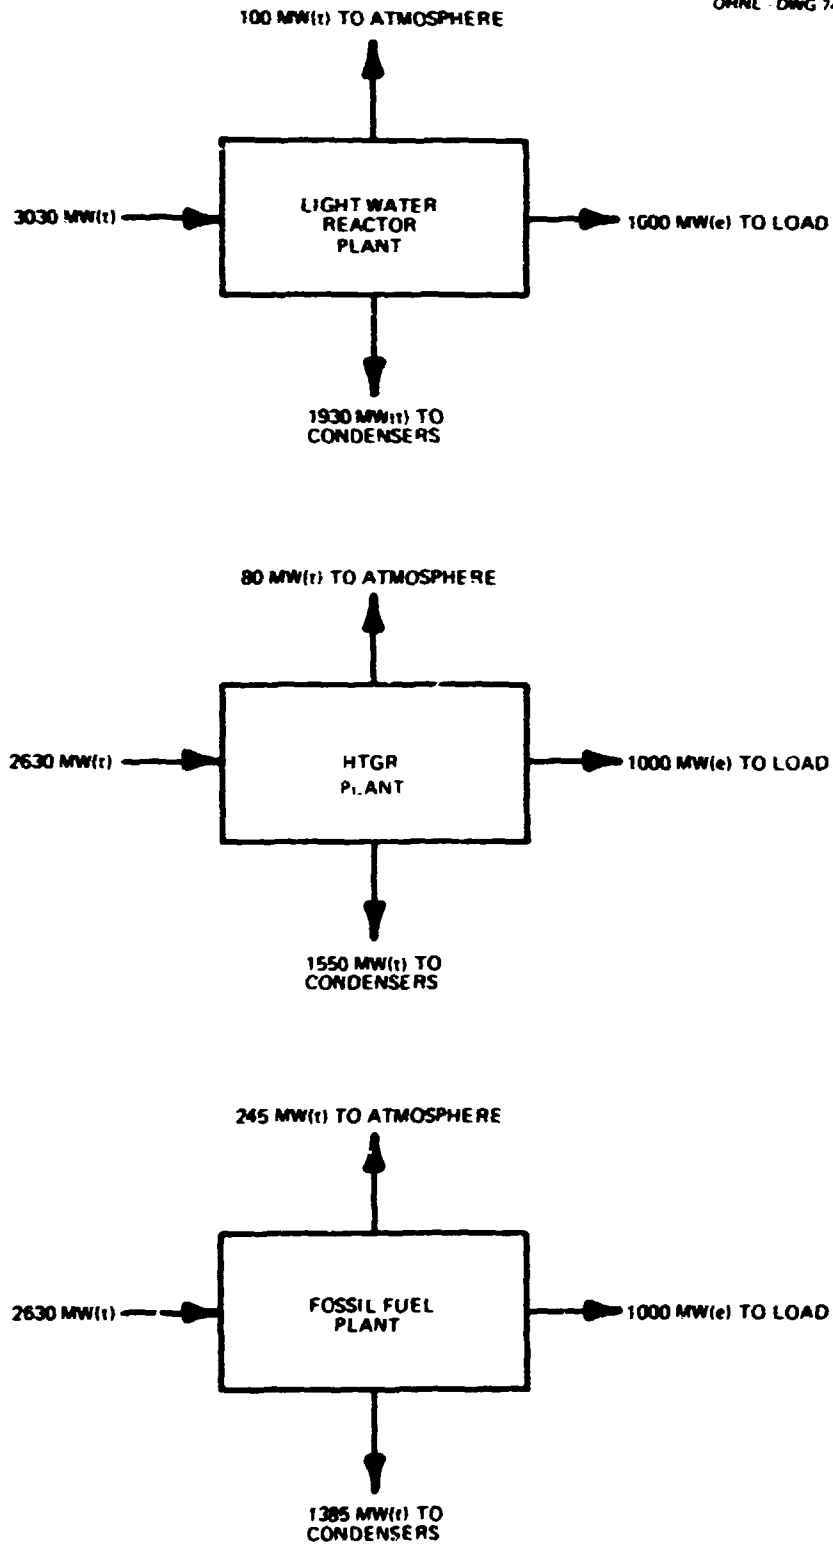 ORNL - DWG 74
100 MW(t) TO ATMOSPHERE
3030 MW(t)
LIGHT WATER
REACTOR
PLANT
1000 MW(e) TO LOAD
1930 MW(t) TO
CONDENSERS
80 MW(t) TO ATMOSPHERE
2630 MW(t)
HTGR
PLANT
1000 MW(e) TO LOAD
1550 MW(t) TO
CONDENSERS
245 MW(t) TO ATMOSPHERE
2630 MW(t)
FOSSIL FUEL
PLANT
1000 MW(e) TO LOAD
1385 MW(t) TO
CONDENSERS